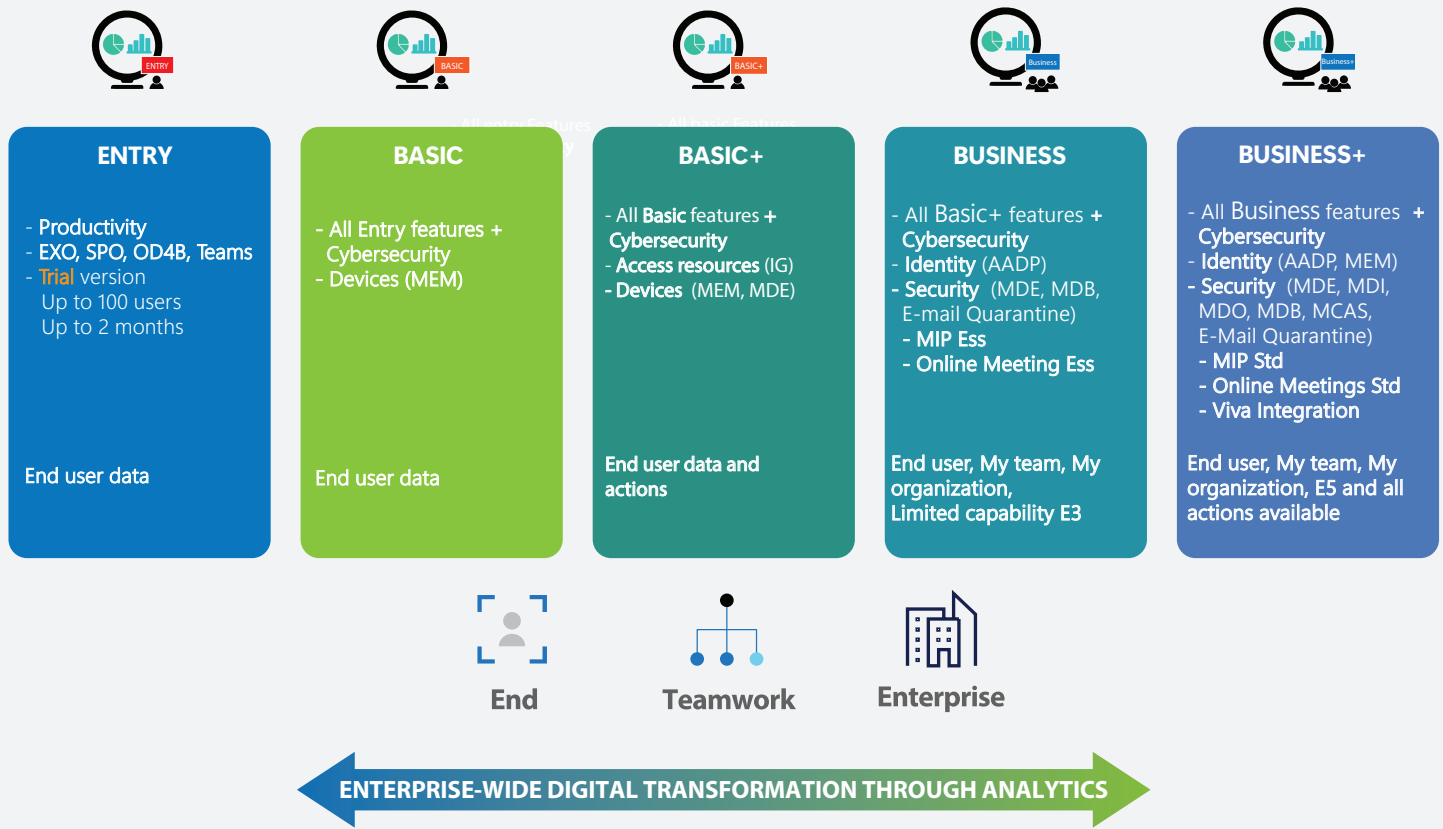 ENTRY
BASIC
BASIC+
Business
Business+
- All entry Features
y
- All basic Features
ENTRY
- Productivity
- EXO, SPO, OD4B, Teams
- Trial version
Up to 100 users
Up to 2 months
End user data
BASIC
- All Entry features +
Cybersecurity
- Devices (MEM)
End user data
BASIC+
- All Basic features +
Cybersecurity
- Access resources (IG)
- Devices (MEM, MDE)
End user data and
actions
BUSINESS
- All Basic+ features +
Cybersecurity
- Identity (AADP)
- Security (MDE, MDB,
E-mail Quarantine)
- MIP Ess
- Online Meeting Ess
End user, My team, My
organization,
Limited capability E3
BUSINESS+
- All Business features +
Cybersecurity
- Identity (AADP, MEM)
- Security (MDE, MDI,
MDO, MDB, MCAS,
E-Mail Quarantine)
- MIP Std
- Online Meetings Std
- Viva Integration
End user, My team, My
organization, E5 and all
actions available
End
Teamwork
Enterprise
ENTERPRISE-WIDE DIGITAL TRANSFORMATION THROUGH ANALYTICS